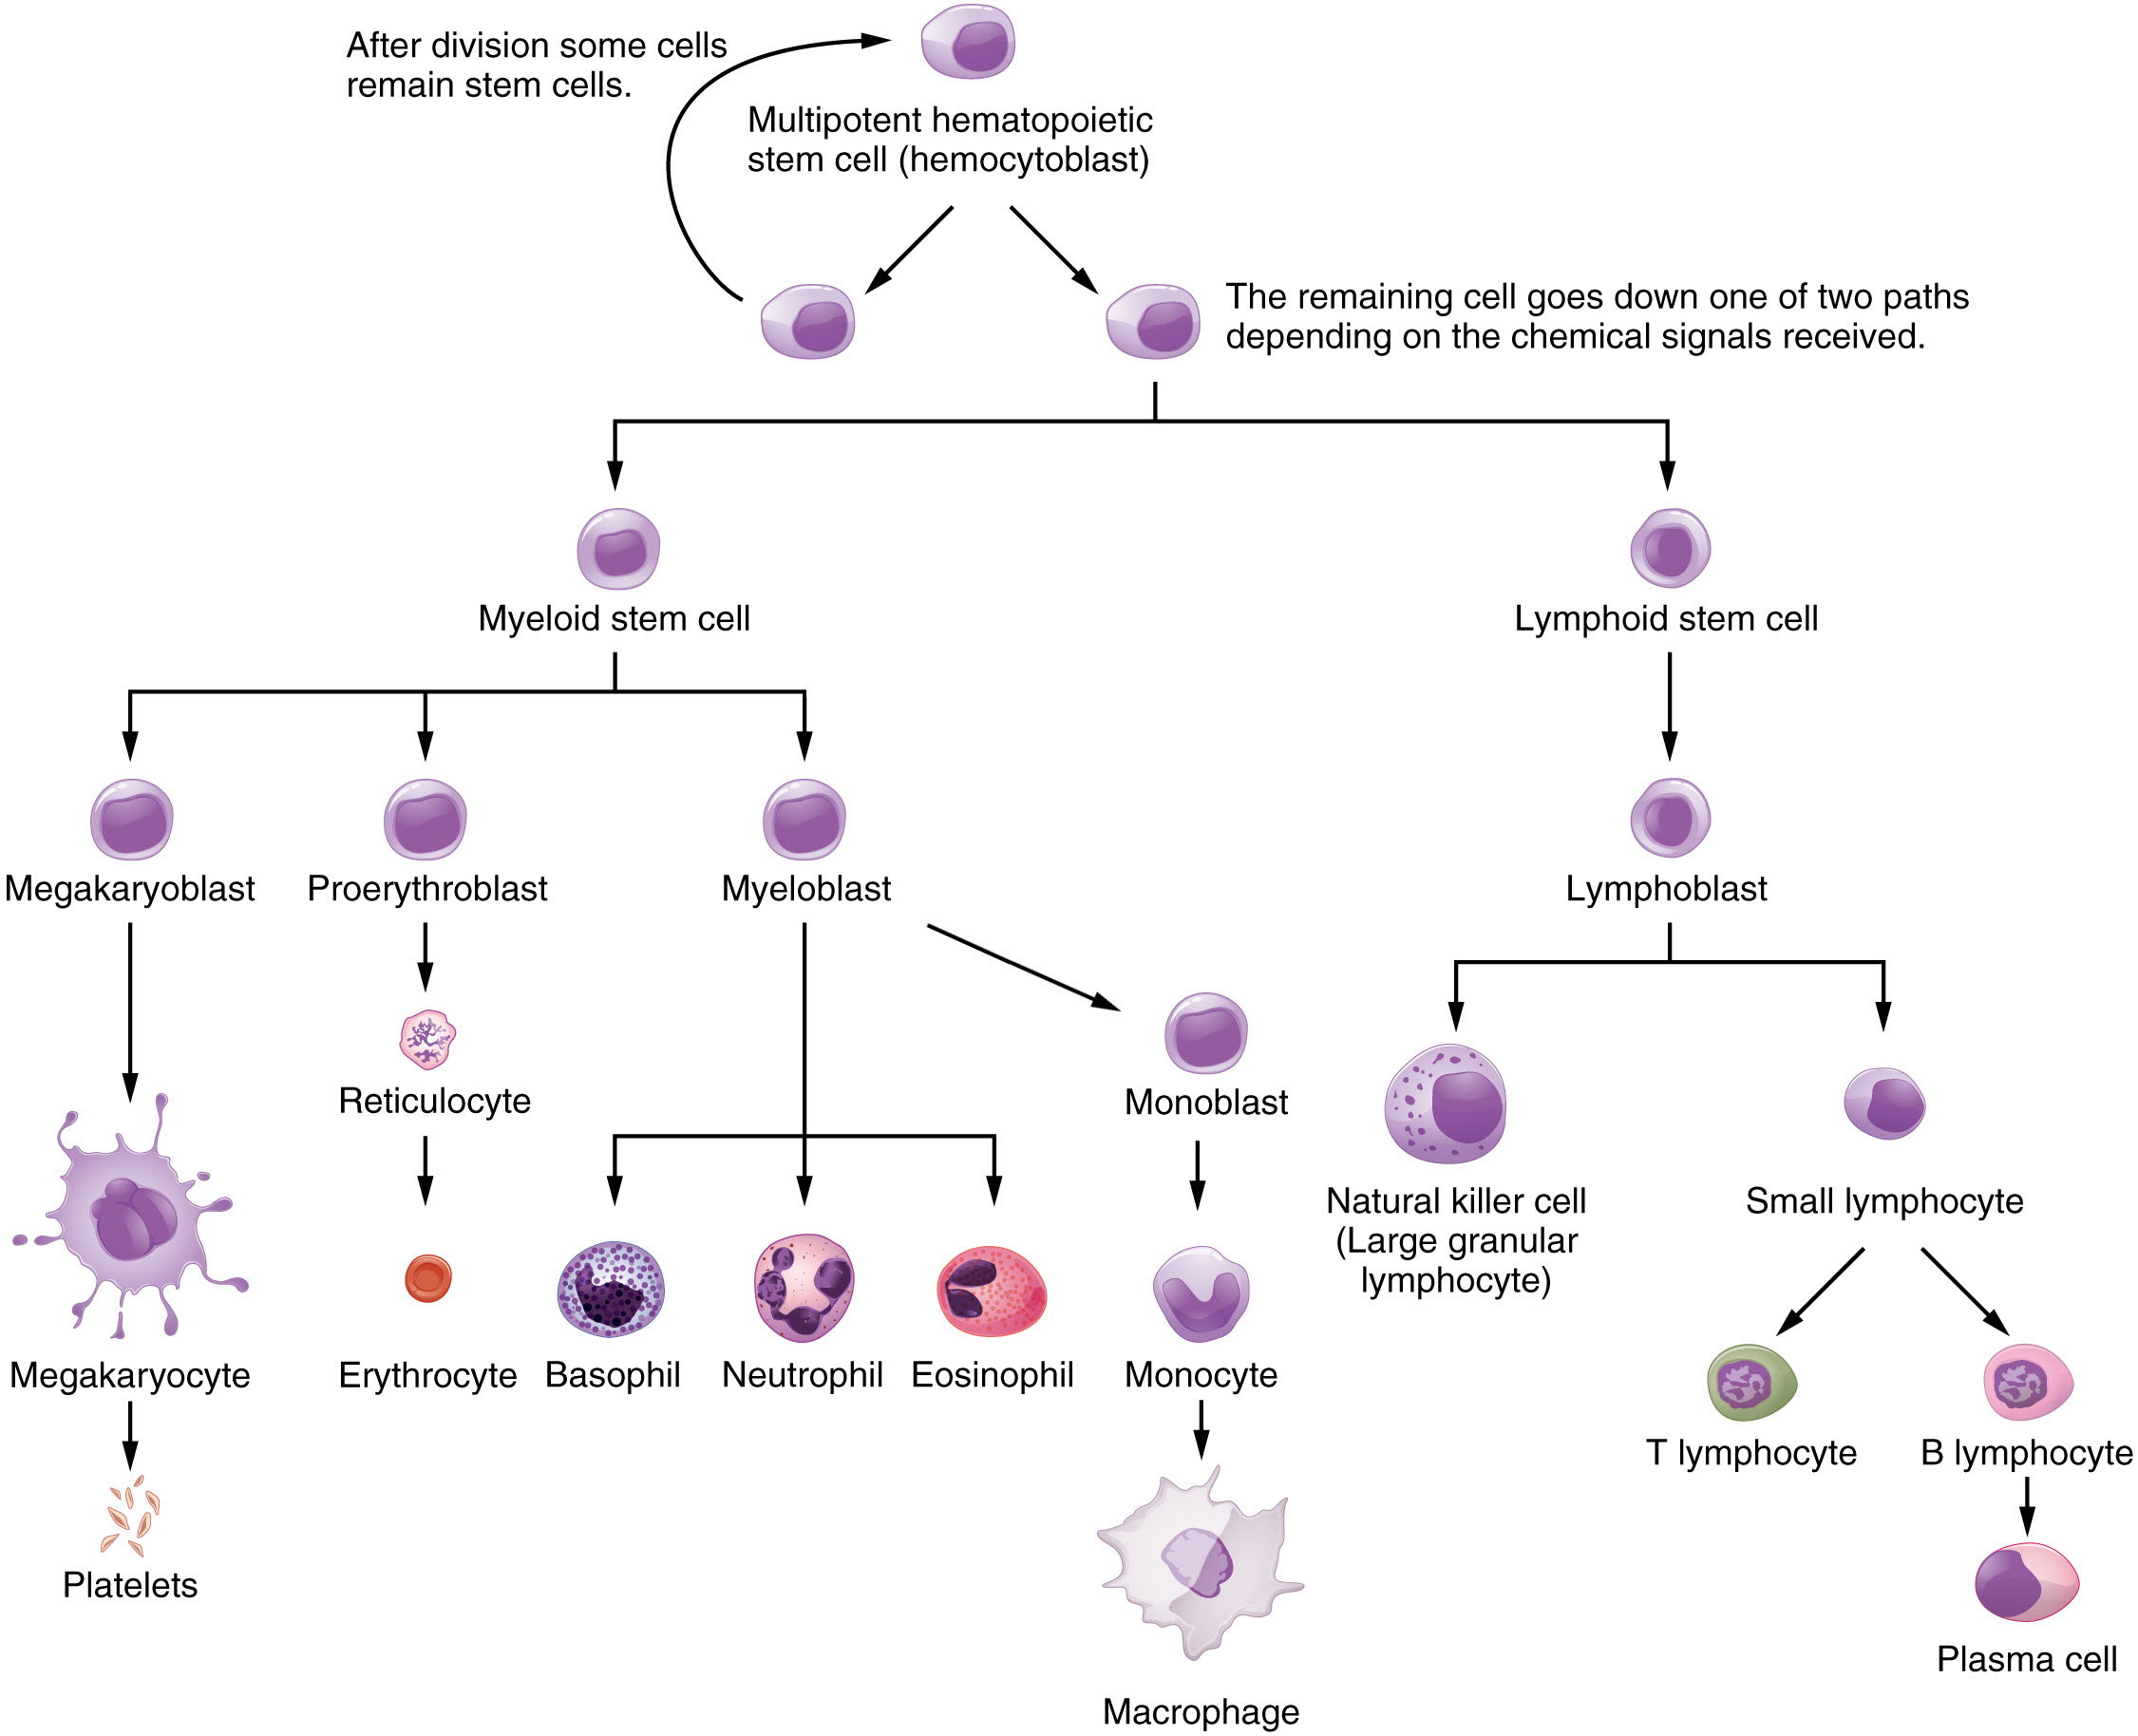 After division some cells
remain stem cells.
Multipotent hematopoietic
stem cell (hemocytoblast)
The remaining cell goes down one of two paths
depending on the chemical signals received.
Myeloid stem cell
Lymphoid stem cell
Megakaryoblast
Proerythroblast
Myeloblast
Lymphoblast
Reticulocyte
Monoblast
Natural killer cell
(Large granular
lymphocyte)
Small lymphocyte
Megakaryocyte
Erythrocyte
Basophil
Neutrophil
Eosinophil
Monocyte
T lymphocyte
B lymphocyte
Platelets
Macrophage
Plasma cell